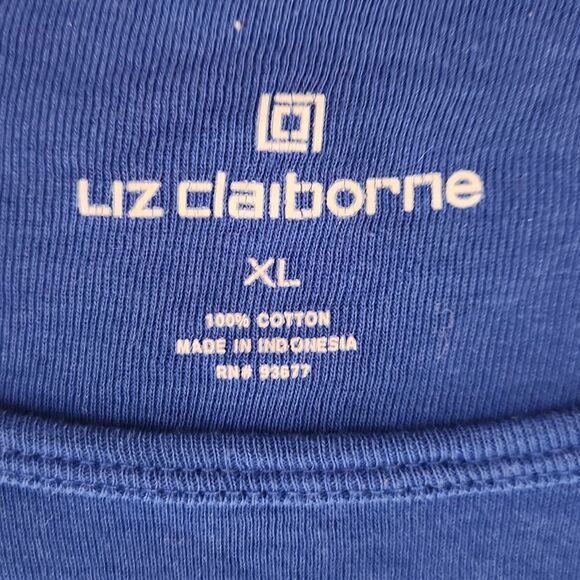 Liz claiborne
XL
100% COTTON
MADE IN INDONESIA
RN# 93677